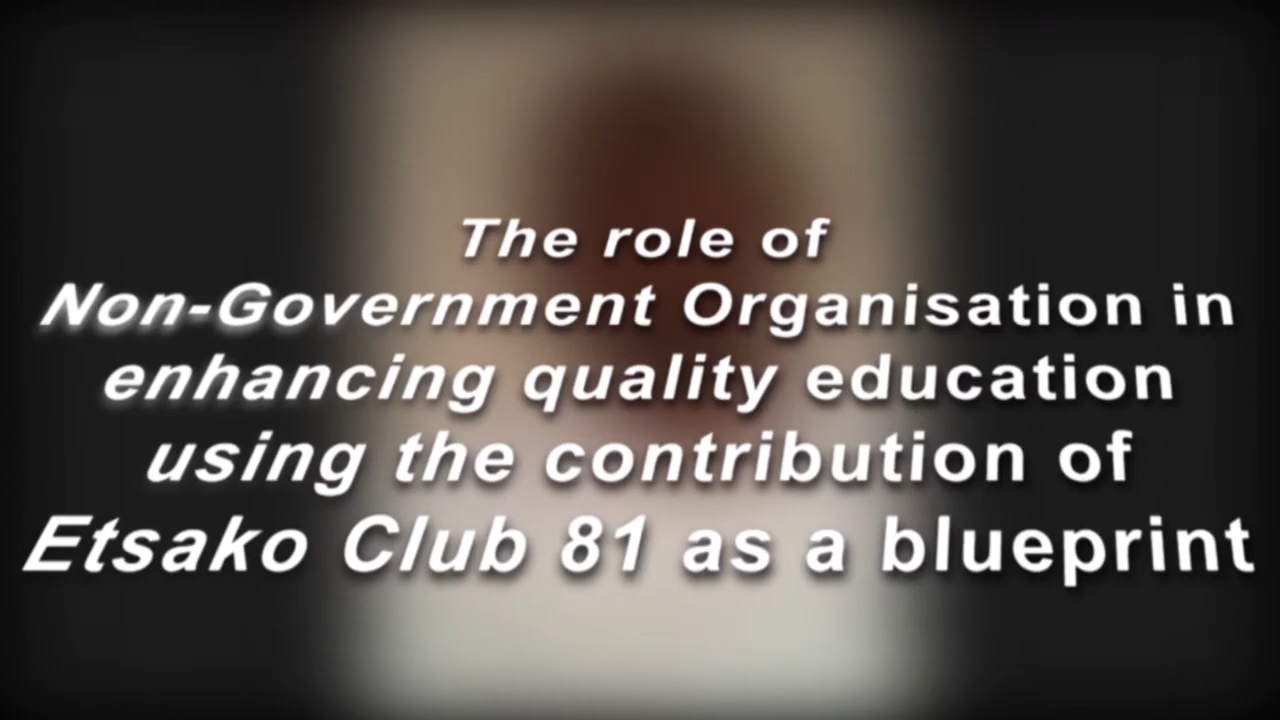 The role of
Non-Government Organisation in
enhancing quality education
using the contribution of
Etsako Club 81 as a blueprint